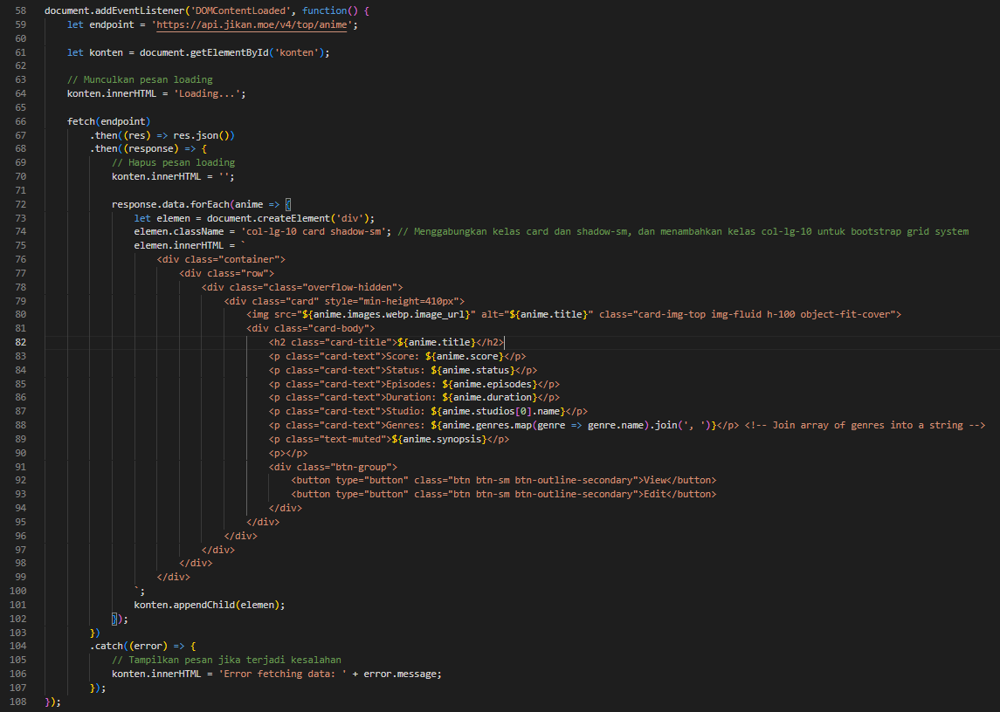 58 document.addEventListener('DOMContentLoaded', function() {
59 let endpoint = 'https://api.jikan.moe/v4/top/anime';
60
61 let konten = document.getElementById('konten');
62
63 // Munculkan pesan loading
64 konten.innerHTML = 'Loading...';
65
66 fetch(endpoint)
67 .then((res) => res.json())
68 .then((response) => {
69 // Hapus pesan loading
70 konten.innerHTML = '';
71
72 response.data.forEach(anime => {
73 let elemen = document.createElement('div');
74 elemen.className = 'col-lg-10 card shadow-sm'; // Menggabungkan kelas card dan shadow-sm, dan menambahkan kelas col-lg-10 untuk bootstrap grid system
75 elemen.innerHTML = `
76 <div class="container">
77 <div class="row">
78 <div class="class="overflow-hidden">
79 <div class="card" style="min-height=410px">
80 <img src="${anime.images.webp.image_url}" alt="${anime.title}" class="card-img-top img-fluid h-100 object-fit-cover">
81 <div class="card-body">
82 <h2 class="card-title">${anime.title}</h2>
83 <p class="card-text">Score: ${anime.score}</p>
84 <p class="card-text">Status: ${anime.status}</p>
85 <p class="card-text">Episodes: ${anime.episodes}</p>
86 <p class="card-text">Duration: ${anime.duration}</p>
87 <p class="card-text">Studio: ${anime.studios[0].name}</p>
88 <p class="card-text">Genres: ${anime.genres.map(genre => genre.name).join(', ')}</p> <!-- Join array of genres into a string -->
89 <p class="text-muted">${anime.synopsis}</p>
90 <p></p>
91 <div class="btn-group">
92 <button type="button" class="btn btn-sm btn-outline-secondary">View</button>
93 <button type="button" class="btn btn-sm btn-outline-secondary">Edit</button>
94 </div>
95 </div>
96 </div>
97 </div>
98 </div>
99 </div>
100 `;
101 konten.appendChild(elemen);
102 });
103 })
104 .catch((error) => {
105 // Tampilkan pesan jika terjadi kesalahan
106 konten.innerHTML = 'Error fetching data: ' + error.message;
107 });
108 });